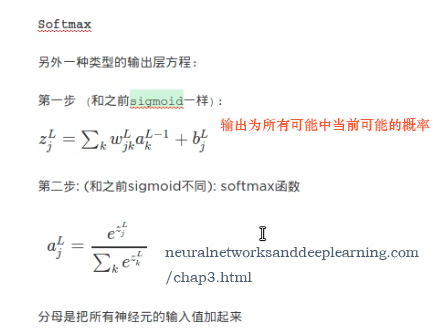 Softmax
另外一种类型的输出层方程：
第一步 （和之前sigmoid一样）：
输出为所有可能中当前可能的概率
z_j^L = ∑_k w_{jk}^L a_k^{L-1} + b_j^L
第二步: (和之前sigmoid不同): softmax函数
a_j^L = e^{z_j^L} / ∑_k e^{z_k^L}
neuralnetworksanddeeplearning.com
/chap3.html
分母是把所有神经元的输入值加起来